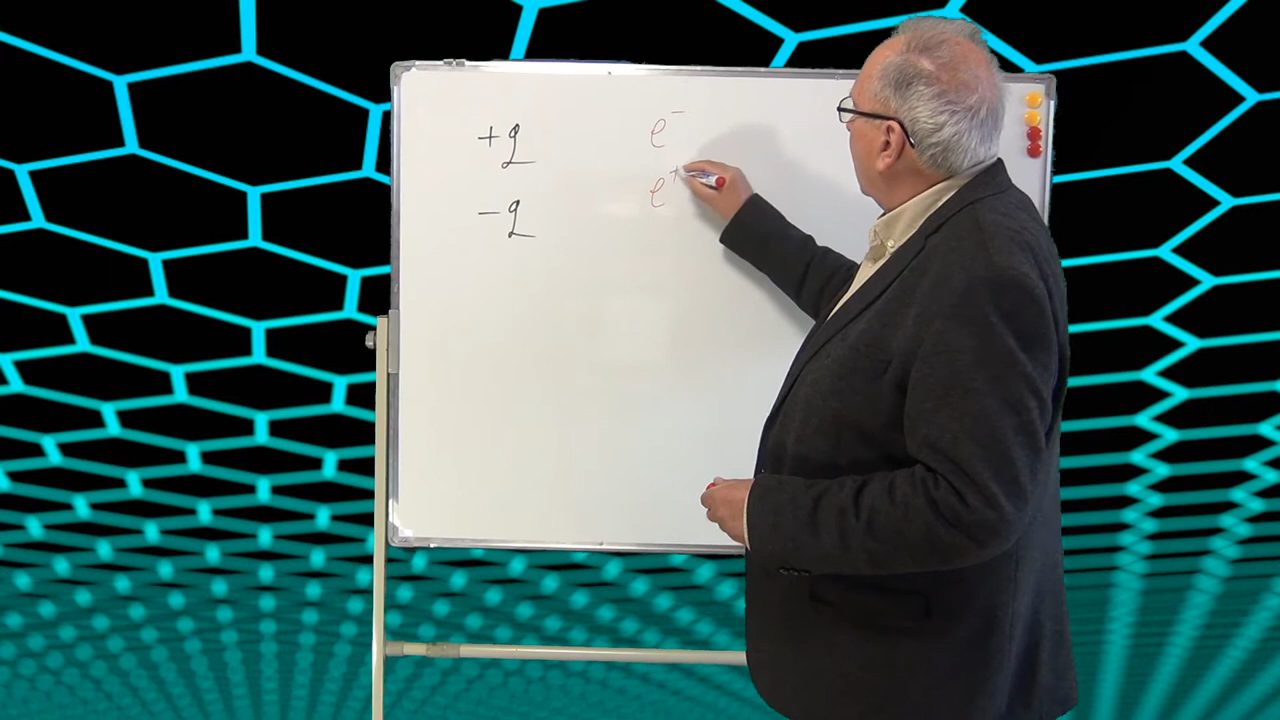 +q e⁻
-q e⁺